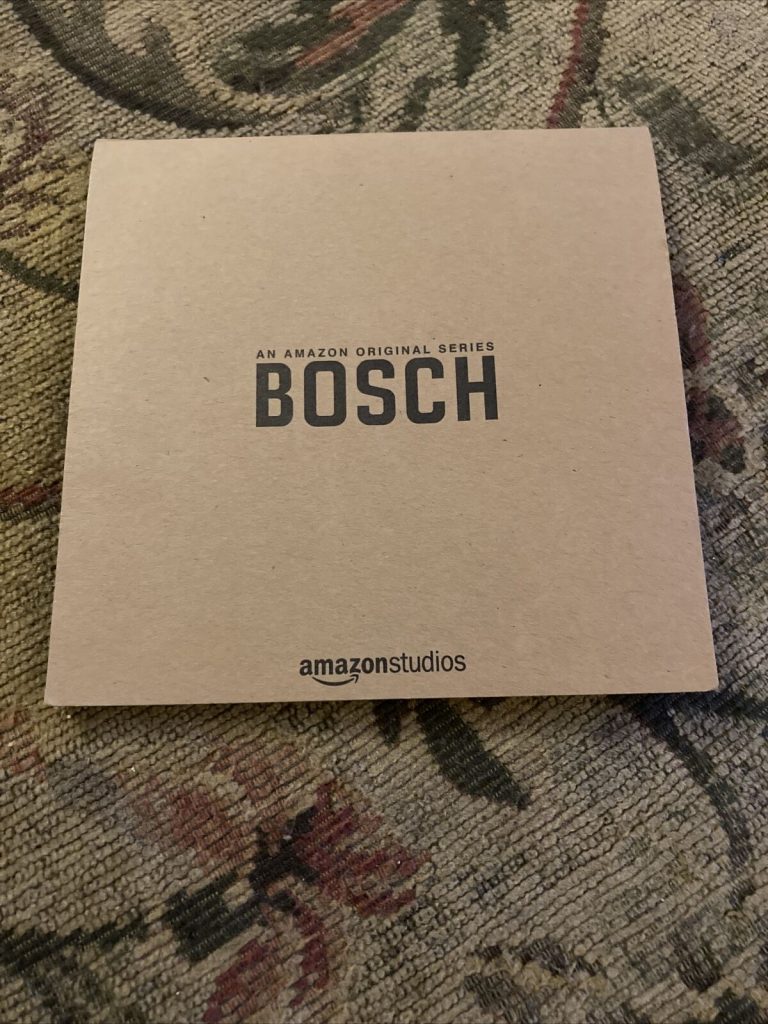 AN AMAZON ORIGINAL SERIES
BOSCH
amazonstudios